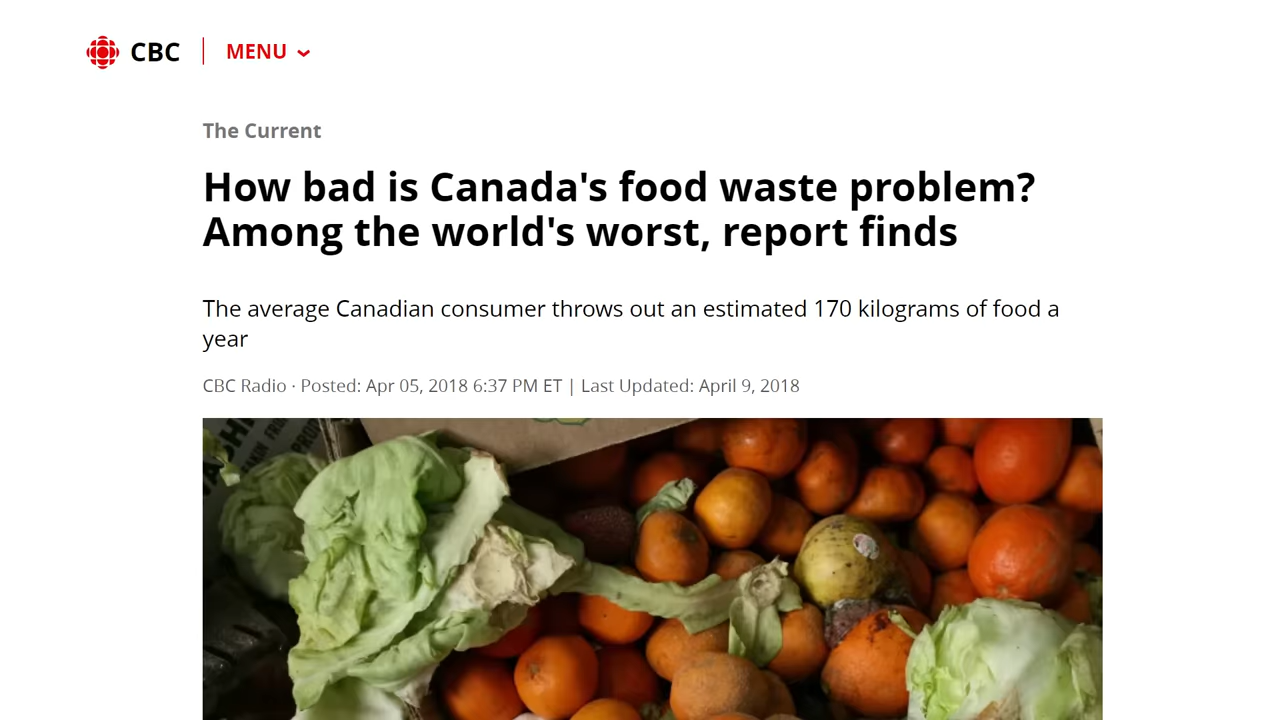 CBC
MENU
The Current
How bad is Canada's food waste problem?
Among the world's worst, report finds
The average Canadian consumer throws out an estimated 170 kilograms of food a
year
CBC Radio · Posted: Apr 05, 2018 6:37 PM ET | Last Updated: April 9, 2018